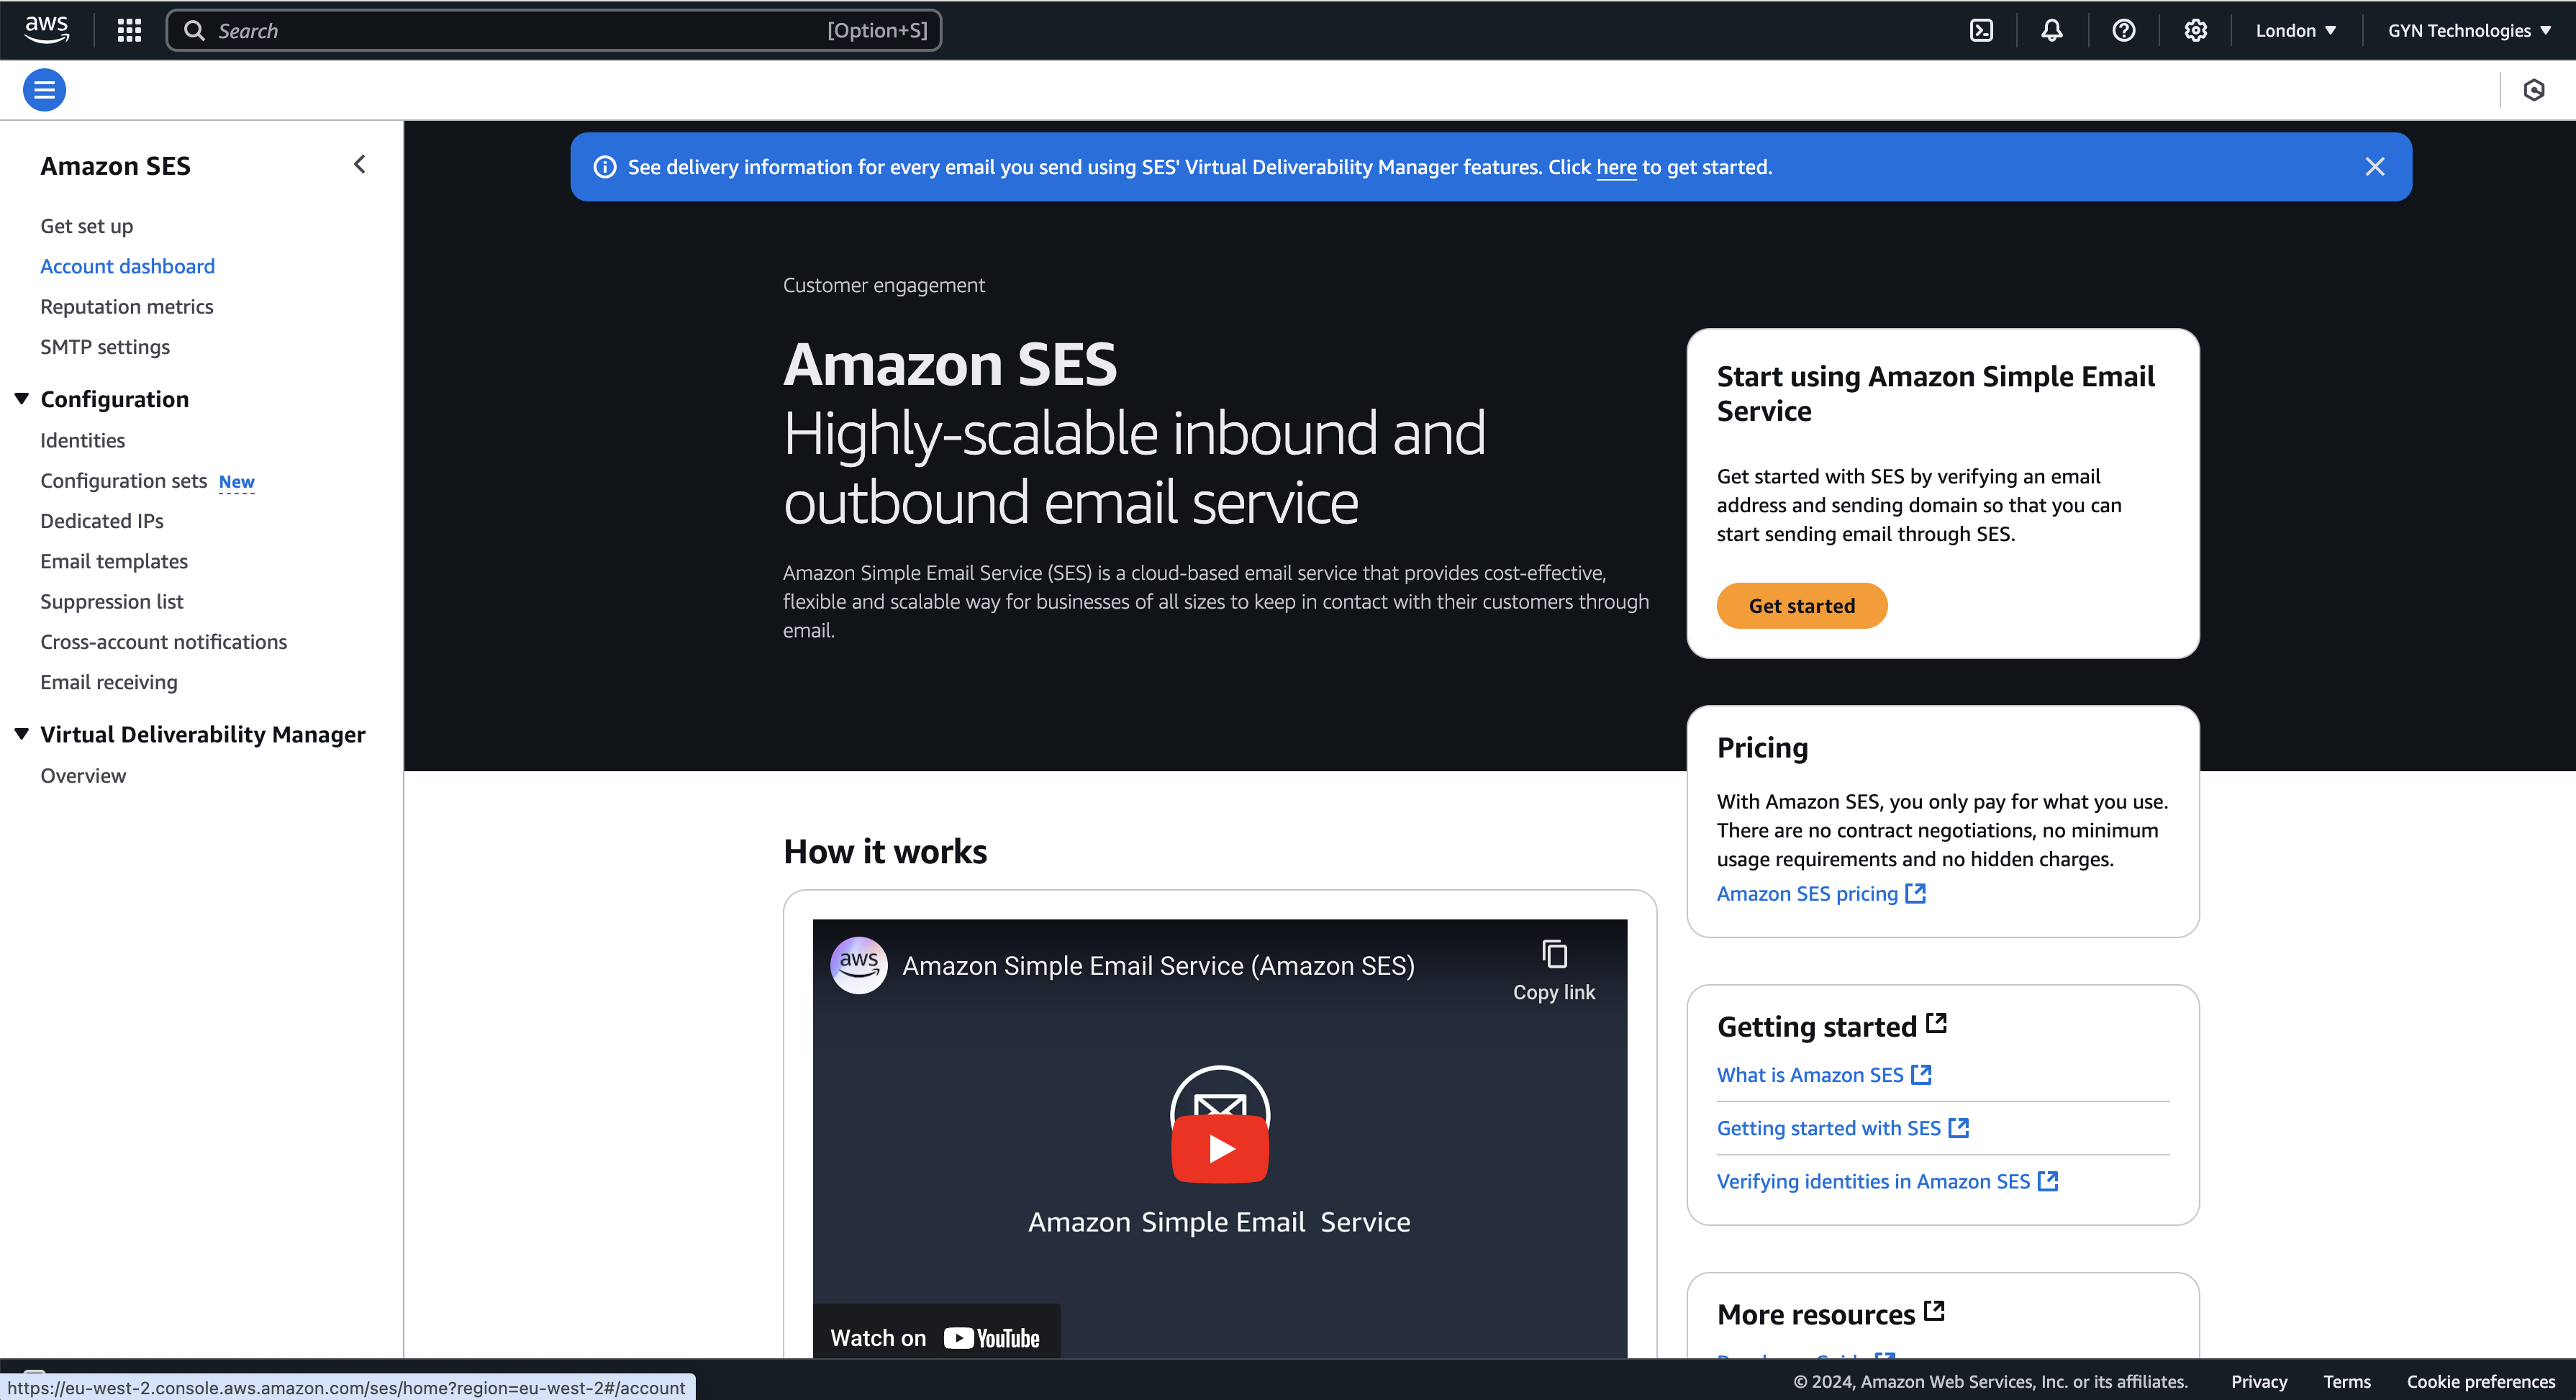 aws
Search
[Option+S]
London
GYN Technologies
Amazon SES
Get set up
Account dashboard
Reputation metrics
SMTP settings
Configuration
Identities
Configuration sets New
Dedicated IPs
Email templates
Suppression list
Cross-account notifications
Email receiving
Virtual Deliverability Manager
Overview
See delivery information for every email you send using SES' Virtual Deliverability Manager features. Click here to get started.
Customer engagement
Amazon SES
Highly-scalable inbound and
outbound email service
Amazon Simple Email Service (SES) is a cloud-based email service that provides cost-effective,
flexible and scalable way for businesses of all sizes to keep in contact with their customers through
email.
Start using Amazon Simple Email
Service
Get started with SES by verifying an email
address and sending domain so that you can
start sending email through SES.
Get started
Pricing
With Amazon SES, you only pay for what you use.
There are no contract negotiations, no minimum
usage requirements and no hidden charges.
Amazon SES pricing
How it works
aws
Amazon Simple Email Service (Amazon SES)
Copy link
Amazon Simple Email Service
Watch on YouTube
Getting started
What is Amazon SES
Getting started with SES
Verifying identities in Amazon SES
More resources
https://eu-west-2.console.aws.amazon.com/ses/home?region=eu-west-2#/account
© 2024, Amazon Web Services, Inc. or its affiliates.
Privacy
Terms
Cookie preferences